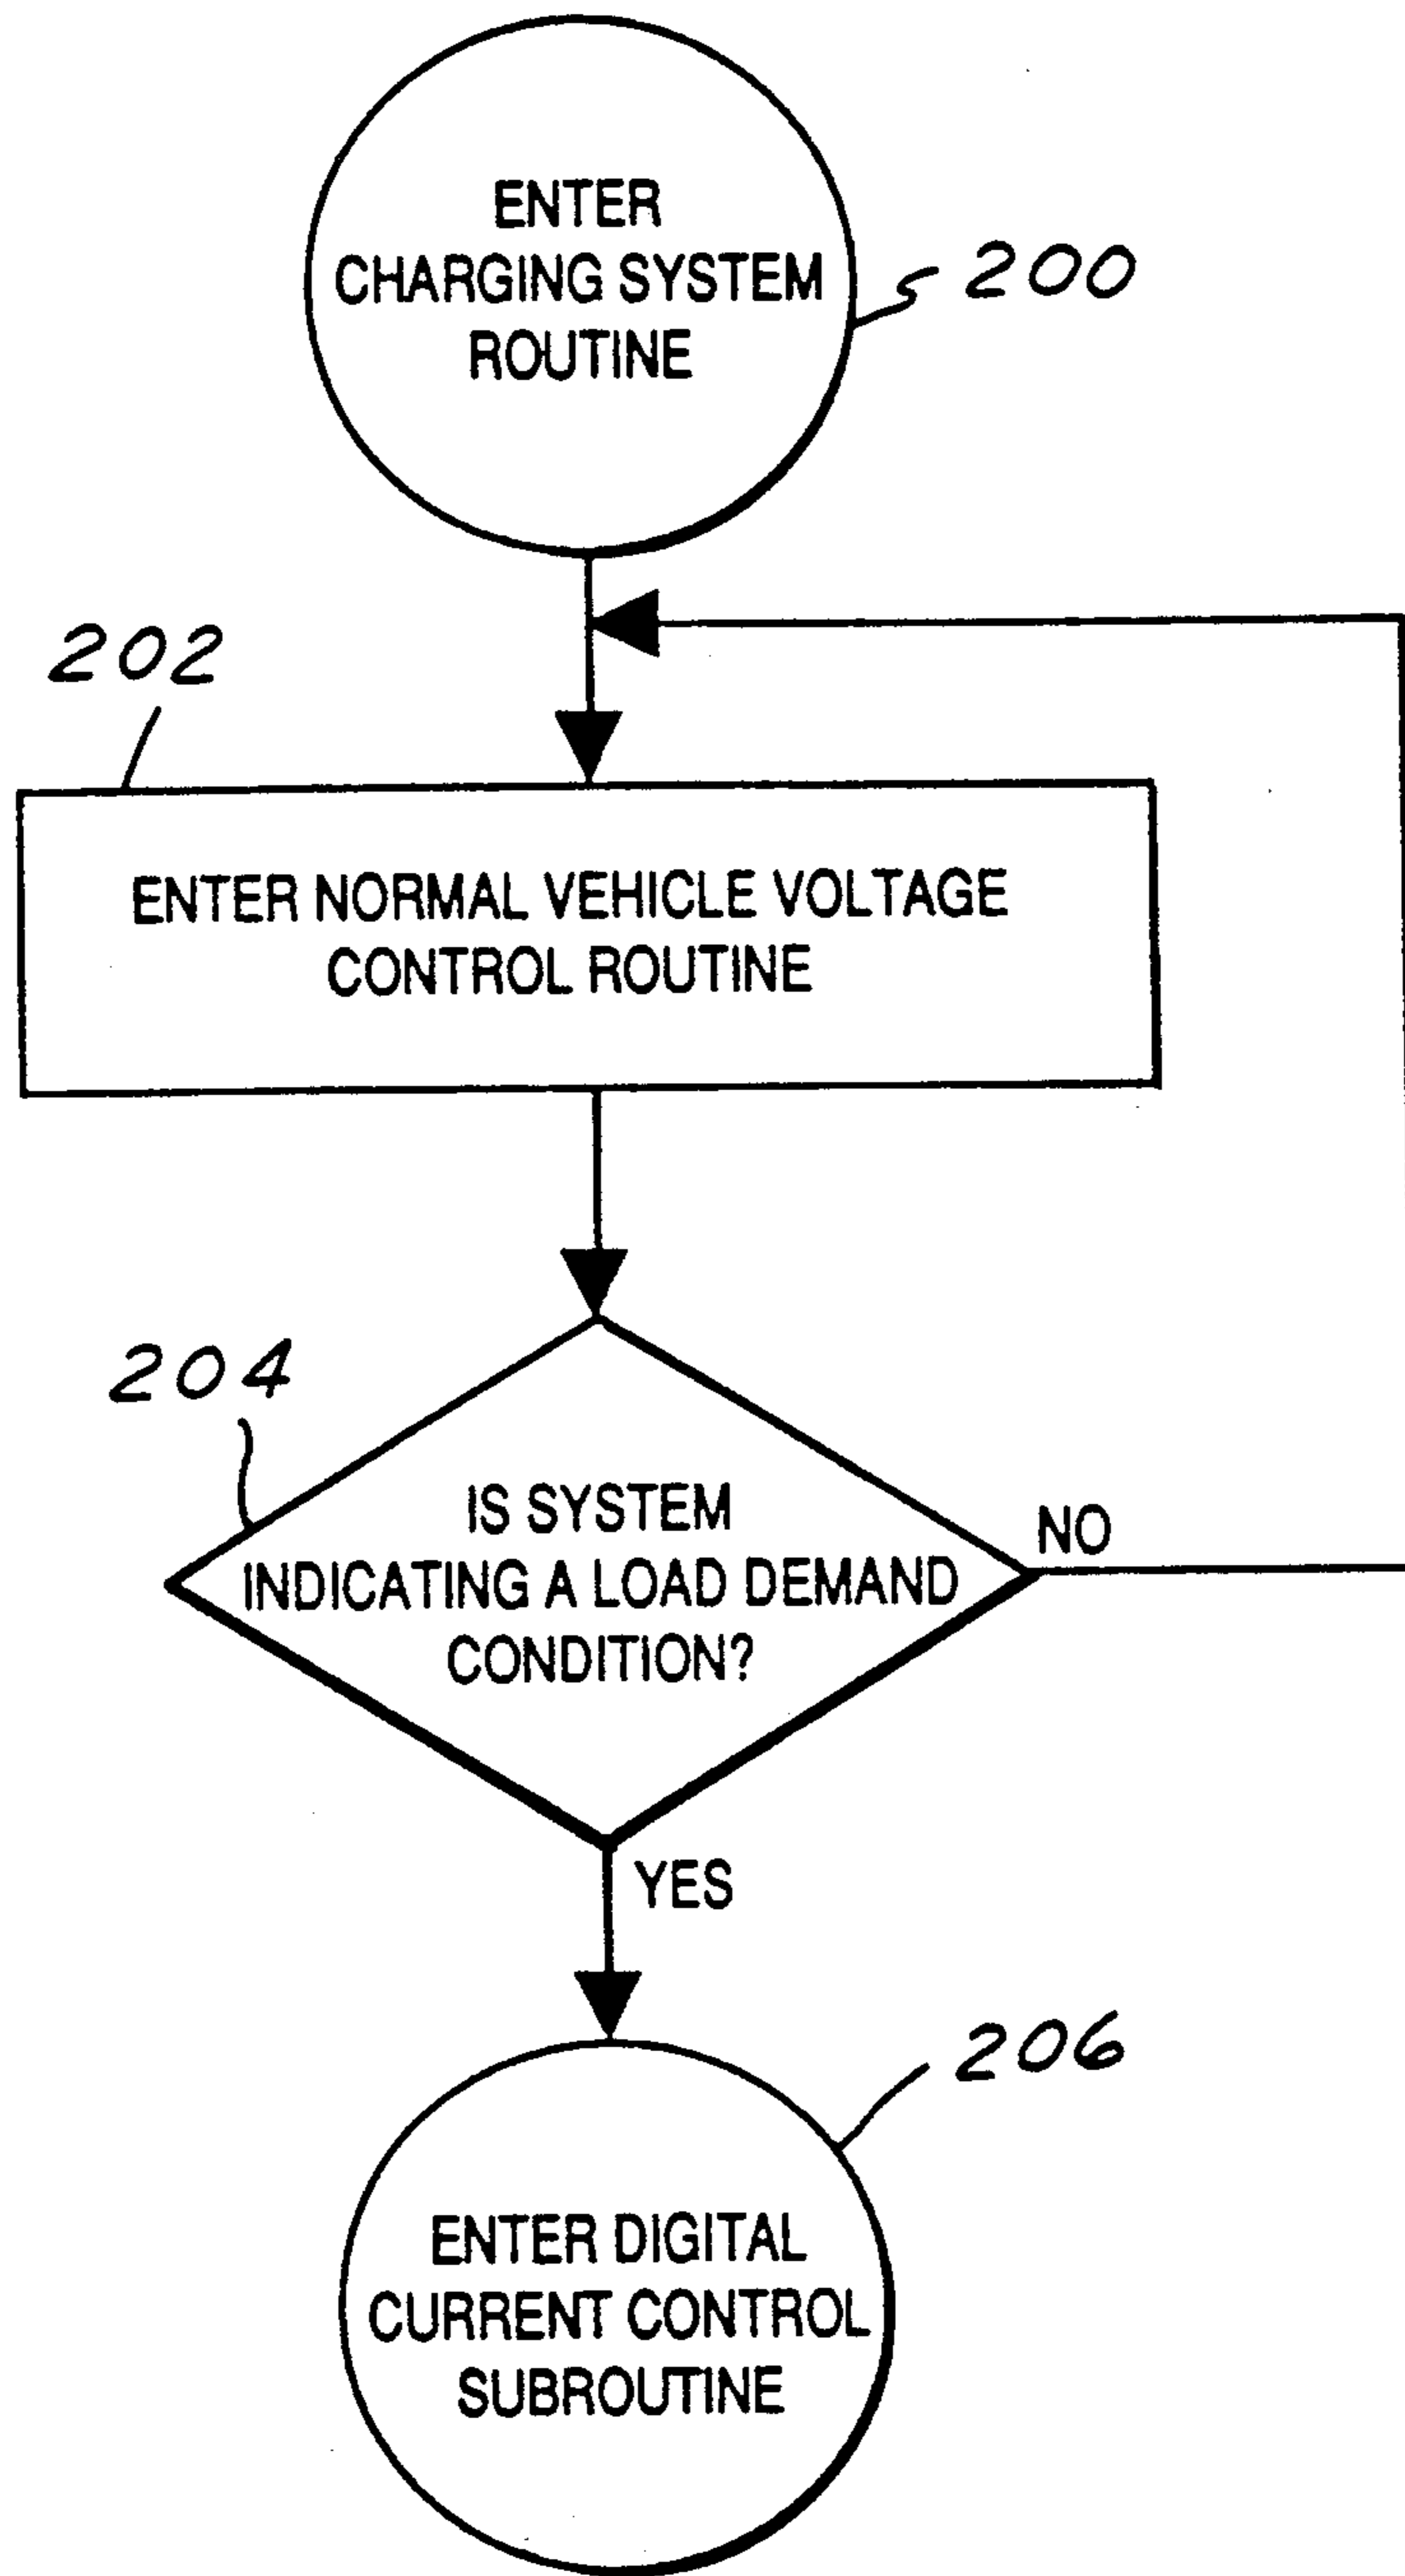 ENTER
CHARGING SYSTEM
ROUTINE
200
202
ENTER NORMAL VEHICLE VOLTAGE
CONTROL ROUTINE
204
IS SYSTEM
INDICATING A LOAD DEMAND
CONDITION?
NO
YES
206
ENTER DIGITAL
CURRENT CONTROL
SUBROUTINE